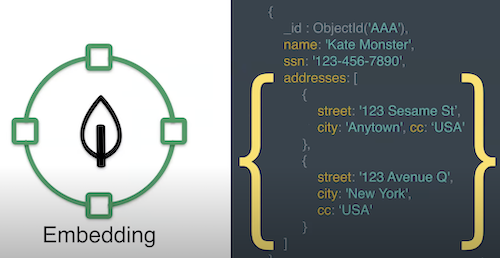 Embedding
{
_id : ObjectId('AAA'),
name: 'Kate Monster',
ssn: '123-456-7890',
addresses: [
{
street: '123 Sesame St',
city: 'Anytown', cc: 'USA'
},
{
street: '123 Avenue Q',
city: 'New York',
cc: 'USA'
}
]
}